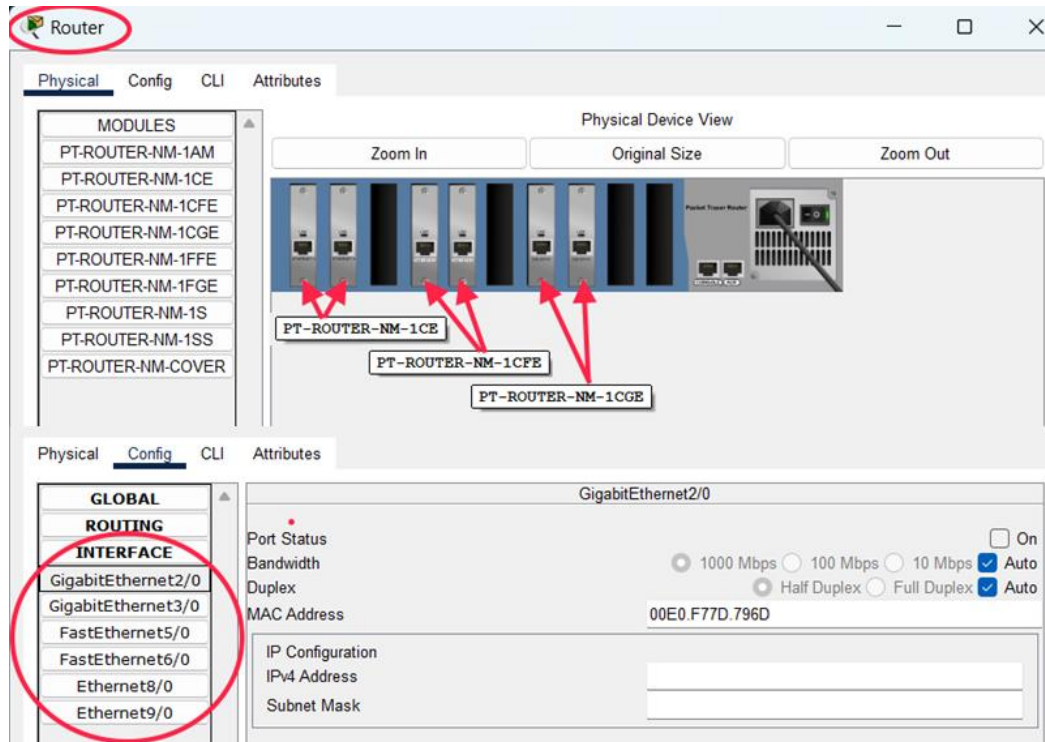 Router
Physical Config CLI Attributes
MODULES
PT-ROUTER-NM-1AM
PT-ROUTER-NM-1CE
PT-ROUTER-NM-1CFE
PT-ROUTER-NM-1CGE
PT-ROUTER-NM-1FFE
PT-ROUTER-NM-1FGE
PT-ROUTER-NM-1S
PT-ROUTER-NM-1SS
PT-ROUTER-NM-COVER
Physical Device View
Zoom In Original Size Zoom Out
Packet Tracer Router
PT-ROUTER-NM-1CE
PT-ROUTER-NM-1CFE
PT-ROUTER-NM-1CGE
Physical Config CLI Attributes
GLOBAL
ROUTING
INTERFACE
GigabitEthernet2/0
GigabitEthernet3/0
FastEthernet5/0
FastEthernet6/0
Ethernet8/0
Ethernet9/0
GigabitEthernet2/0
Port Status On
Bandwidth 1000 Mbps 100 Mbps 10 Mbps Auto
Duplex Half Duplex Full Duplex Auto
MAC Address 00E0.F77D.796D
IP Configuration
IPv4 Address
Subnet Mask